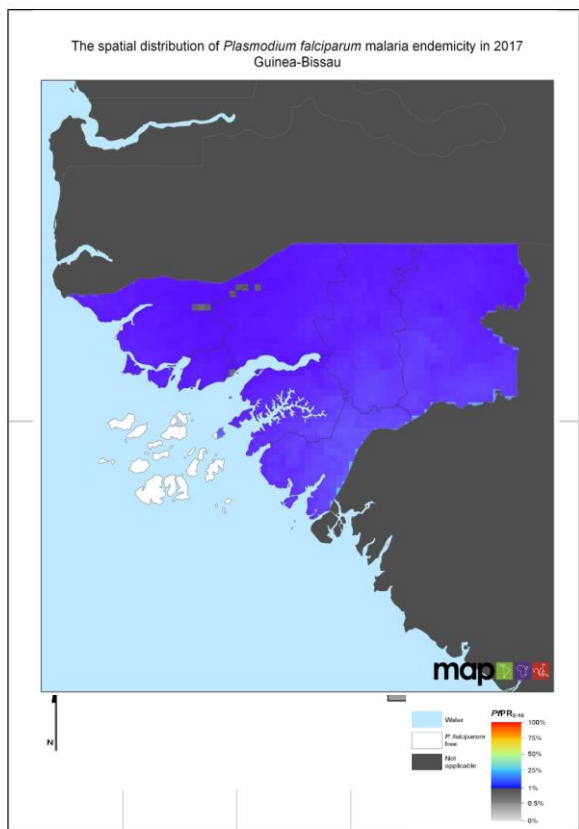 The spatial distribution of Plasmodium falciparum malaria endemicity in 2017
Guinea-Bissau
map
N
Water
P. falciparum
free
Not
applicable
PfPR2-10
100%
75%
50%
25%
1%
0.5%
0%